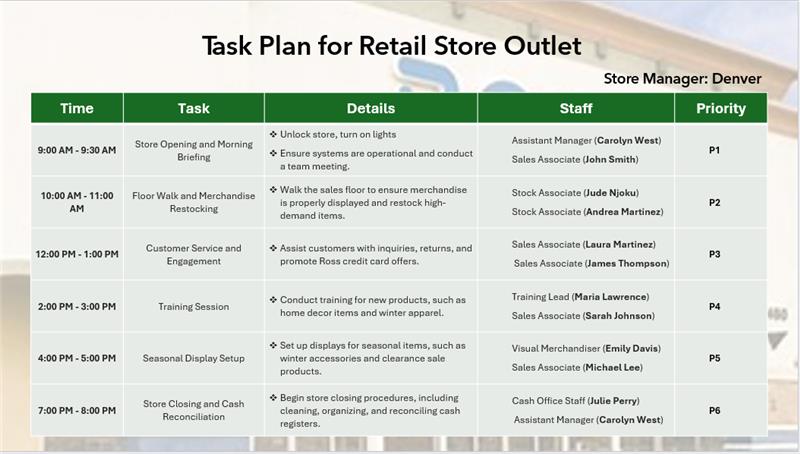 Task Plan for Retail Store Outlet
Store Manager: Denver
Time Task Details Staff Priority
9:00 AM - 9:30 AM
Store Opening and Morning
Briefing
❖ Unlock store, turn on lights
❖ Ensure systems are operational and conduct
a team meeting.
Assistant Manager (Carolyn West)
Sales Associate (John Smith)
P1
10:00 AM - 11:00
AM
Floor Walk and Merchandise
Restocking
❖ Walk the sales floor to ensure merchandise
is properly displayed and restock high-
demand items.
Stock Associate (Jude Njoku)
Stock Associate (Andrea Martinez)
P2
12:00 PM - 1:00 PM
Customer Service and
Engagement
❖ Assist customers with inquiries, returns, and
promote Ross credit card offers.
Sales Associate (Laura Martinez)
Sales Associate (James Thompson)
P3
2:00 PM - 3:00 PM
Training Session
❖ Conduct training for new products, such as
home decor items and winter apparel.
Training Lead (Maria Lawrence)
Sales Associate (Sarah Johnson)
P4
4:00 PM - 5:00 PM
Seasonal Display Setup
❖ Set up displays for seasonal items, such as
winter accessories and clearance sale
products.
Visual Merchandiser (Emily Davis)
Sales Associate (Michael Lee)
P5
7:00 PM - 8:00 PM
Store Closing and Cash
Reconciliation
❖ Begin store closing procedures, including
cleaning, organizing, and reconciling cash
registers.
Cash Office Staff (Julie Perry)
Assistant Manager (Carolyn West)
P6